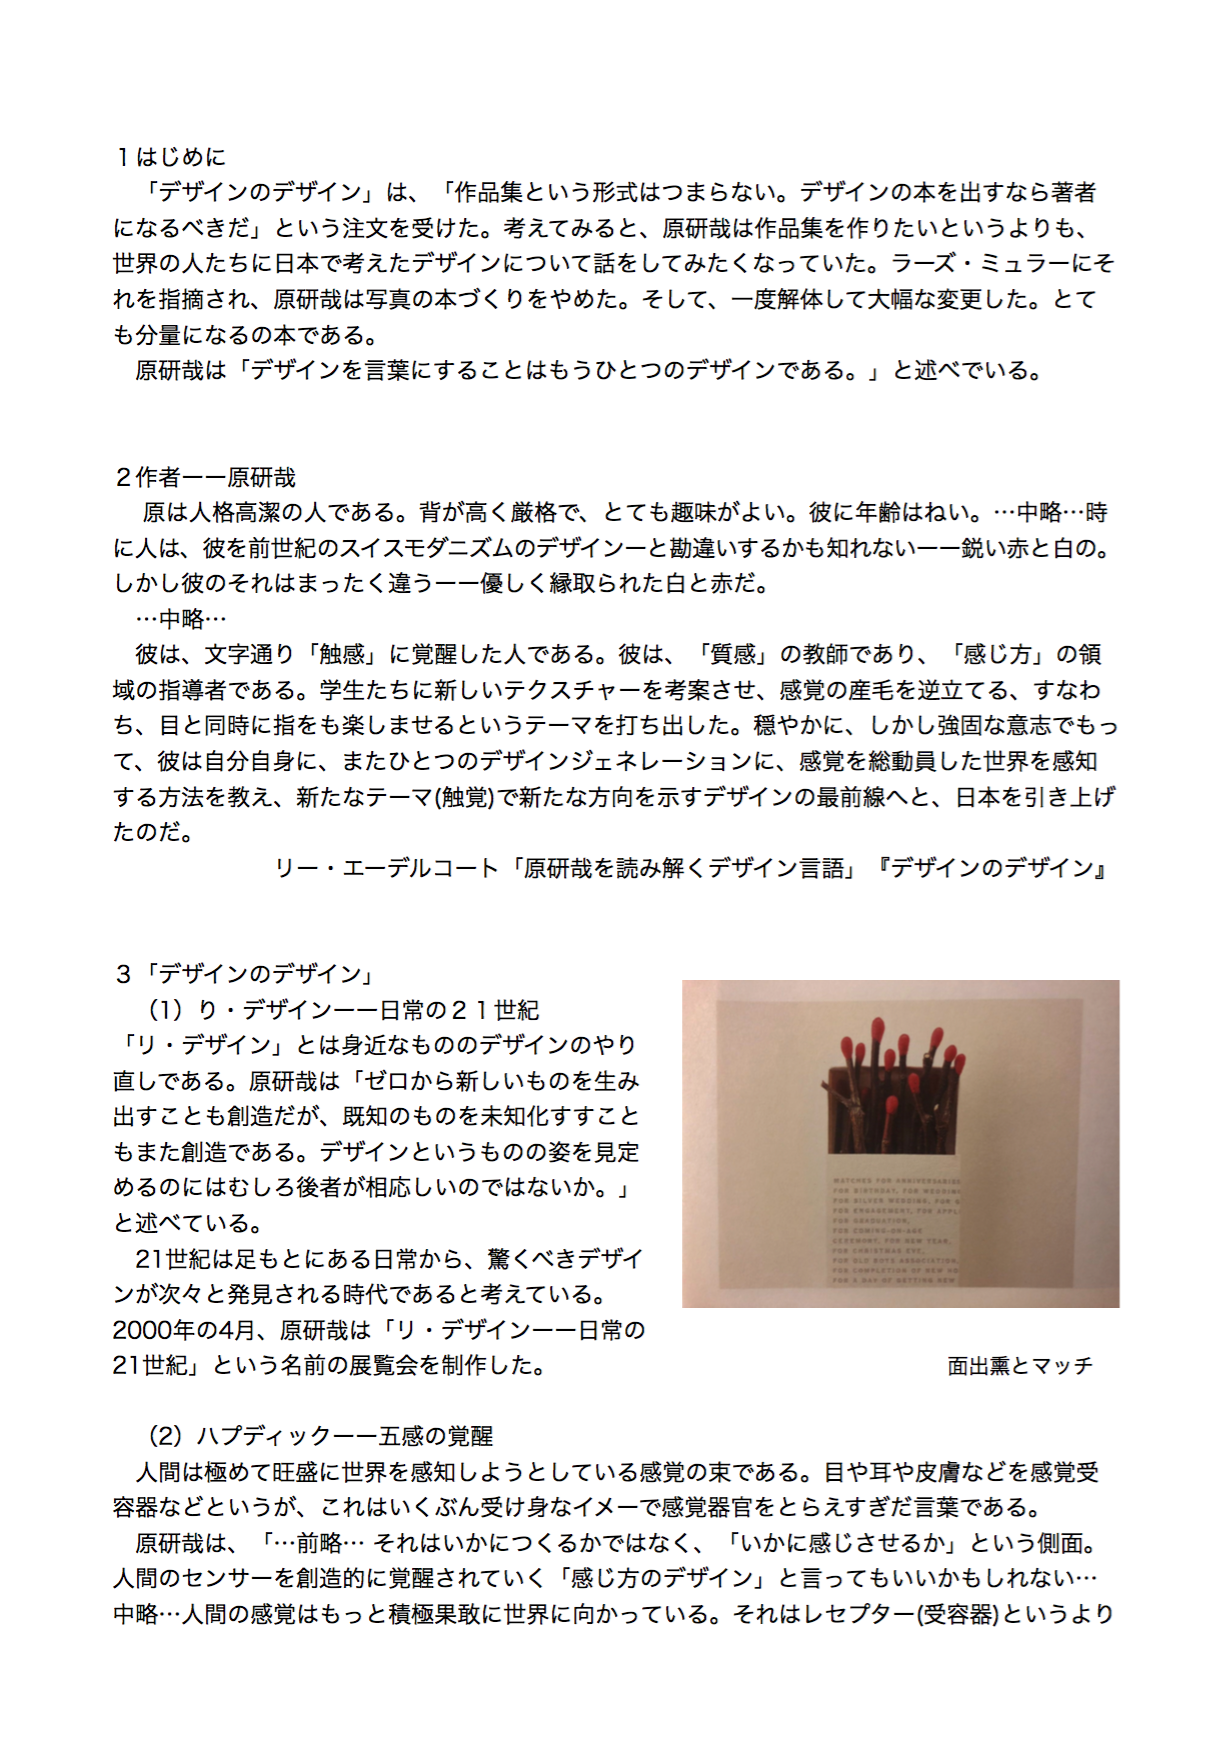 １はじめに
「デザインのデザイン」は、「作品集という形式はつまらない。デザインの本を出すなら著者
になるべきだ」という注文を受けた。考えてみると、原研哉は作品集を作りたいというよりも、
世界の人たちに日本で考えたデザインについて話をしてみたくなっていた。ラーズ・ミュラーにそ
れを指摘され、原研哉は写真の本づくりをやめた。そして、一度解体して大幅な変更した。とて
も分量になるの本である。
原研哉は「デザインを言葉にすることはもうひとつのデザインである。」と述べでいる。
２作者ーー原研哉
原は人格高潔の人である。背が高く厳格で、とても趣味がよい。彼に年齢はねい。…中略…時
に人は、彼を前世紀のスイスモダニズムのデザインーと勘違いするかも知れないーー鋭い赤と白の。
しかし彼のそれはまったく違うーー優しく縁取られた白と赤だ。
…中略…
彼は、文字通り「触感」に覚醒した人である。彼は、「質感」の教師であり、「感じ方」の領
域の指導者である。学生たちに新しいテクスチャーを考案させ、感覚の産毛を逆立てる、すなわ
ち、目と同時に指をも楽しませるというテーマを打ち出した。穏やかに、しかし強固な意志でもっ
て、彼は自分自身に、またひとつのデザインジェネレーションに、感覚を総動員した世界を感知
する方法を教え、新たなテーマ(触覚)で新たな方向を示すデザインの最前線へと、日本を引き上げ
たのだ。
リー・エーデルコート「原研哉を読み解くデザイン言語」『デザインのデザイン』
３「デザインのデザイン」
（1）り・デザインーー日常の２１世紀
「リ・デザイン」とは身近なもののデザインのやり
直しである。原研哉は「ゼロから新しいものを生み
出すことも創造だが、既知のものを未知化すすこと
もまた創造である。デザインというものの姿を見定
めるのにはむしろ後者が相応しいのではないか。」
と述べている。
21世紀は足もとにある日常から、驚くべきデザイ
ンが次々と発見される時代であると考えている。
2000年の4月、原研哉は「リ・デザインーー日常の
21世紀」という名前の展覧会を制作した。
MATCHES FOR ANNIVERSARIES
FOR BIRTHDAY, FOR WEDDING
FOR SILVER WEDDING, FOR
FOR ENGAGEMENT, FOR
FOR GRADUATION,
FOR COMING-OF-AGE
CEREMONY, FOR NEW YEAR,
FOR CHRISTMAS EVE,
FOR OLD BOYS ASSOCIATION,
FOR COMPLETION OF NEW
FOR A DAY OF GETTING NEW
面出薫とマッチ
（2）ハプディックーー五感の覚醒
人間は極めて旺盛に世界を感知しようとしている感覚の束である。目や耳や皮膚などを感覚受
容器などというが、これはいくぶん受け身なイメーで感覚器官をとらえすぎだ言葉である。
原研哉は、「…前略… それはいかにつくるかではなく、「いかに感じさせるか」という側面。
人間のセンサーを創造的に覚醒されていく「感じ方のデザイン」と言ってもいいかもしれない…
中略…人間の感覚はもっと積極果敢に世界に向かっている。それはレセプター(受容器)というより